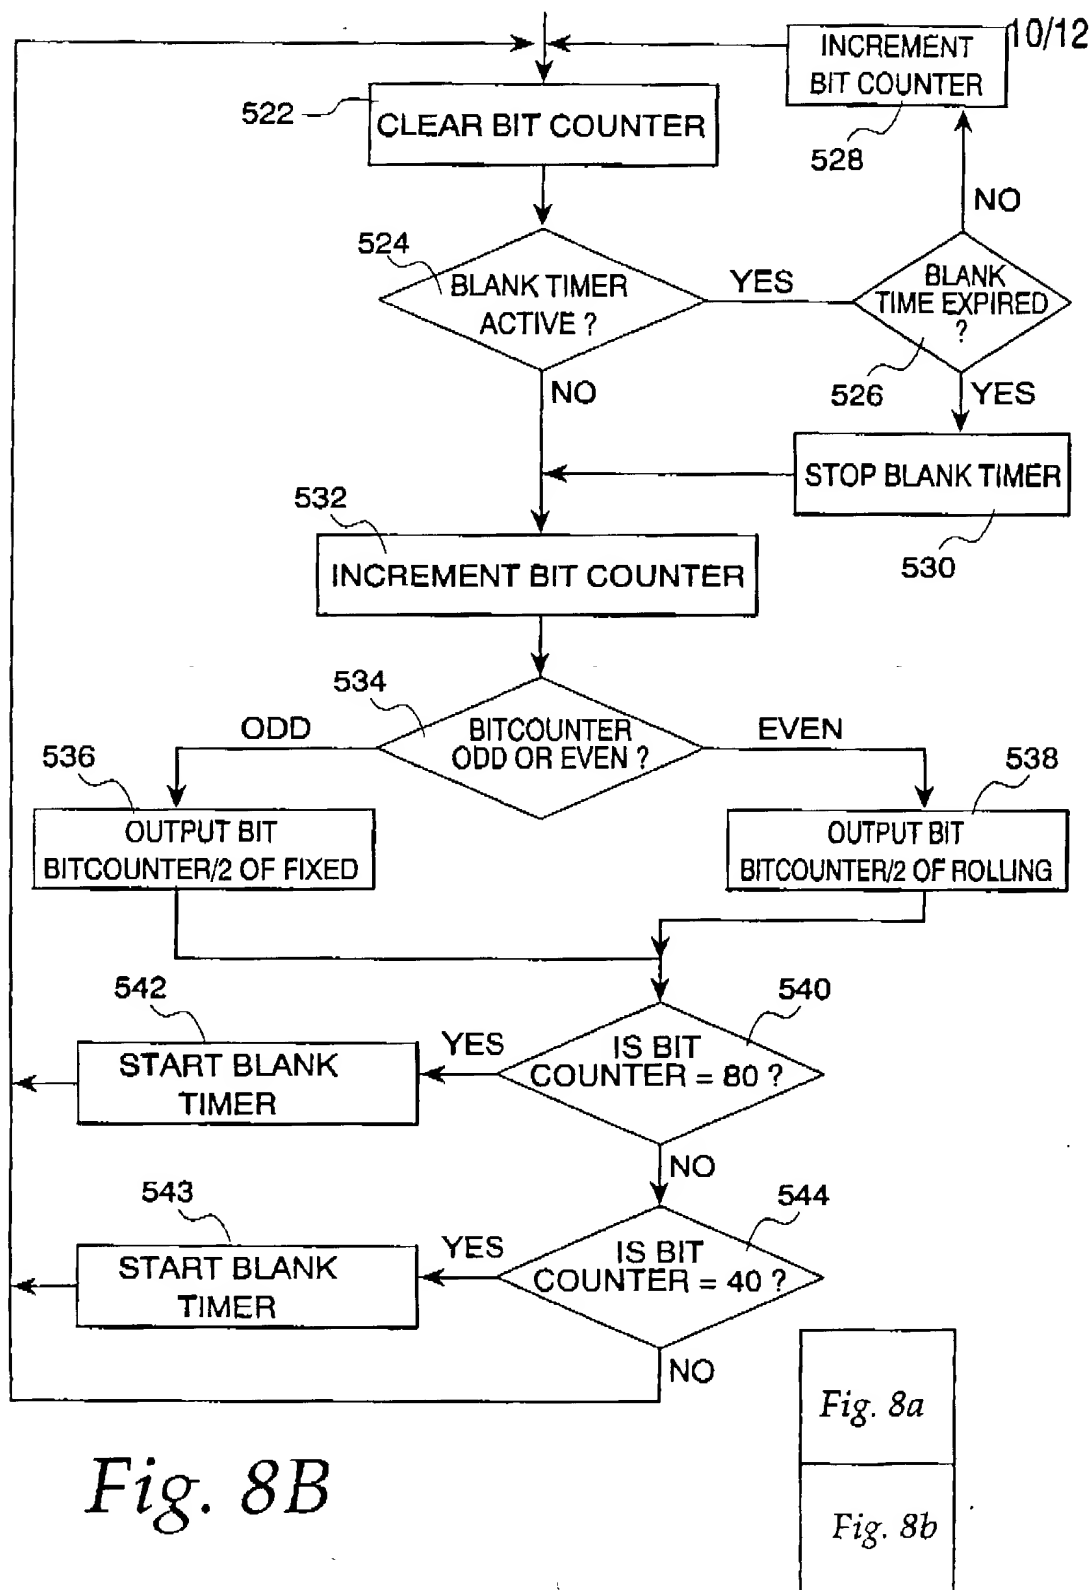 10/12
INCREMENT
BIT COUNTER
522
CLEAR BIT COUNTER
528
NO
524
BLANK TIMER
ACTIVE ?
YES
BLANK
TIME EXPIRED
?
526
NO
YES
STOP BLANK TIMER
530
532
INCREMENT BIT COUNTER
534
BITCOUNTER
ODD OR EVEN ?
ODD
EVEN
536
538
OUTPUT BIT
BITCOUNTER/2 OF FIXED
OUTPUT BIT
BITCOUNTER/2 OF ROLLING
542
540
START BLANK
TIMER
YES
IS BIT
COUNTER = 80 ?
NO
543
544
START BLANK
TIMER
YES
IS BIT
COUNTER = 40 ?
NO
Fig. 8B
Fig. 8a
Fig. 8b